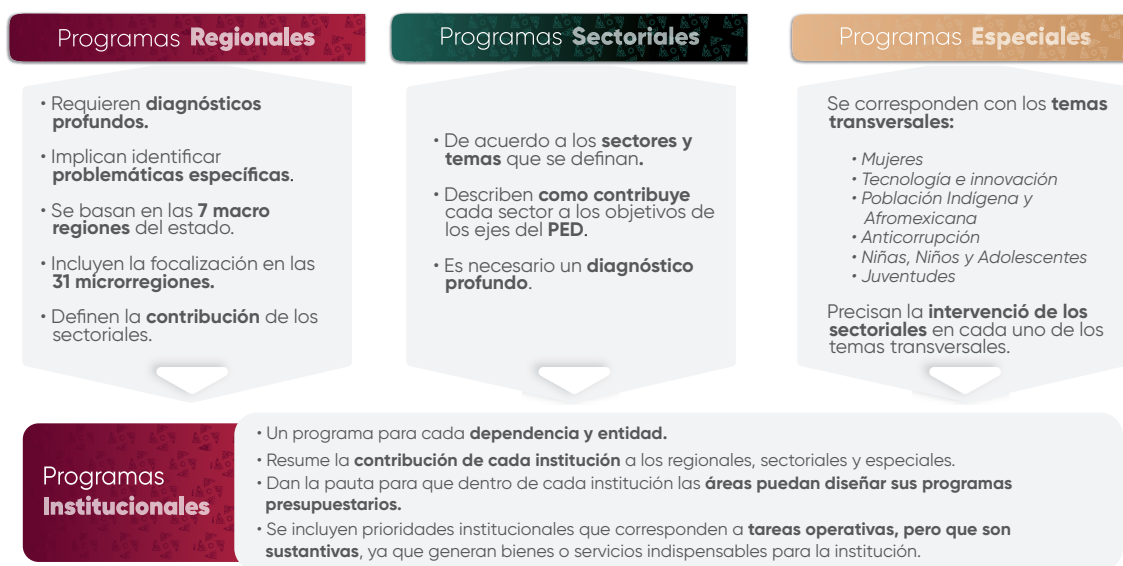 Programas Regionales
• Requieren diagnósticos
profundos.
• Implican identificar
problemáticas específicas.
• Se basan en las 7 macro
regiones del estado.
• Incluyen la focalización en las
31 microrregiones.
• Definen la contribución de los
sectoriales.
Programas Sectoriales
• De acuerdo a los sectores y
temas que se definan.
• Describen como contribuye
cada sector a los objetivos de
los ejes del PED.
• Es necesario un diagnóstico
profundo.
Programas Especiales
Se corresponden con los temas
transversales:
• Mujeres
• Tecnología e innovación
• Población Indígena y
Afromexicana
• Anticorrupción
• Niñas, Niños y Adolescentes
• Juventudes
Precisan la intervenció de los
sectoriales en cada uno de los
temas transversales.
Programas
Institucionales
• Un programa para cada dependencia y entidad.
• Resume la contribución de cada institución a los regionales, sectoriales y especiales.
• Dan la pauta para que dentro de cada institución las áreas puedan diseñar sus programas
presupuestarios.
• Se incluyen prioridades institucionales que corresponden a tareas operativas, pero que son
sustantivas, ya que generan bienes o servicios indispensables para la institución.